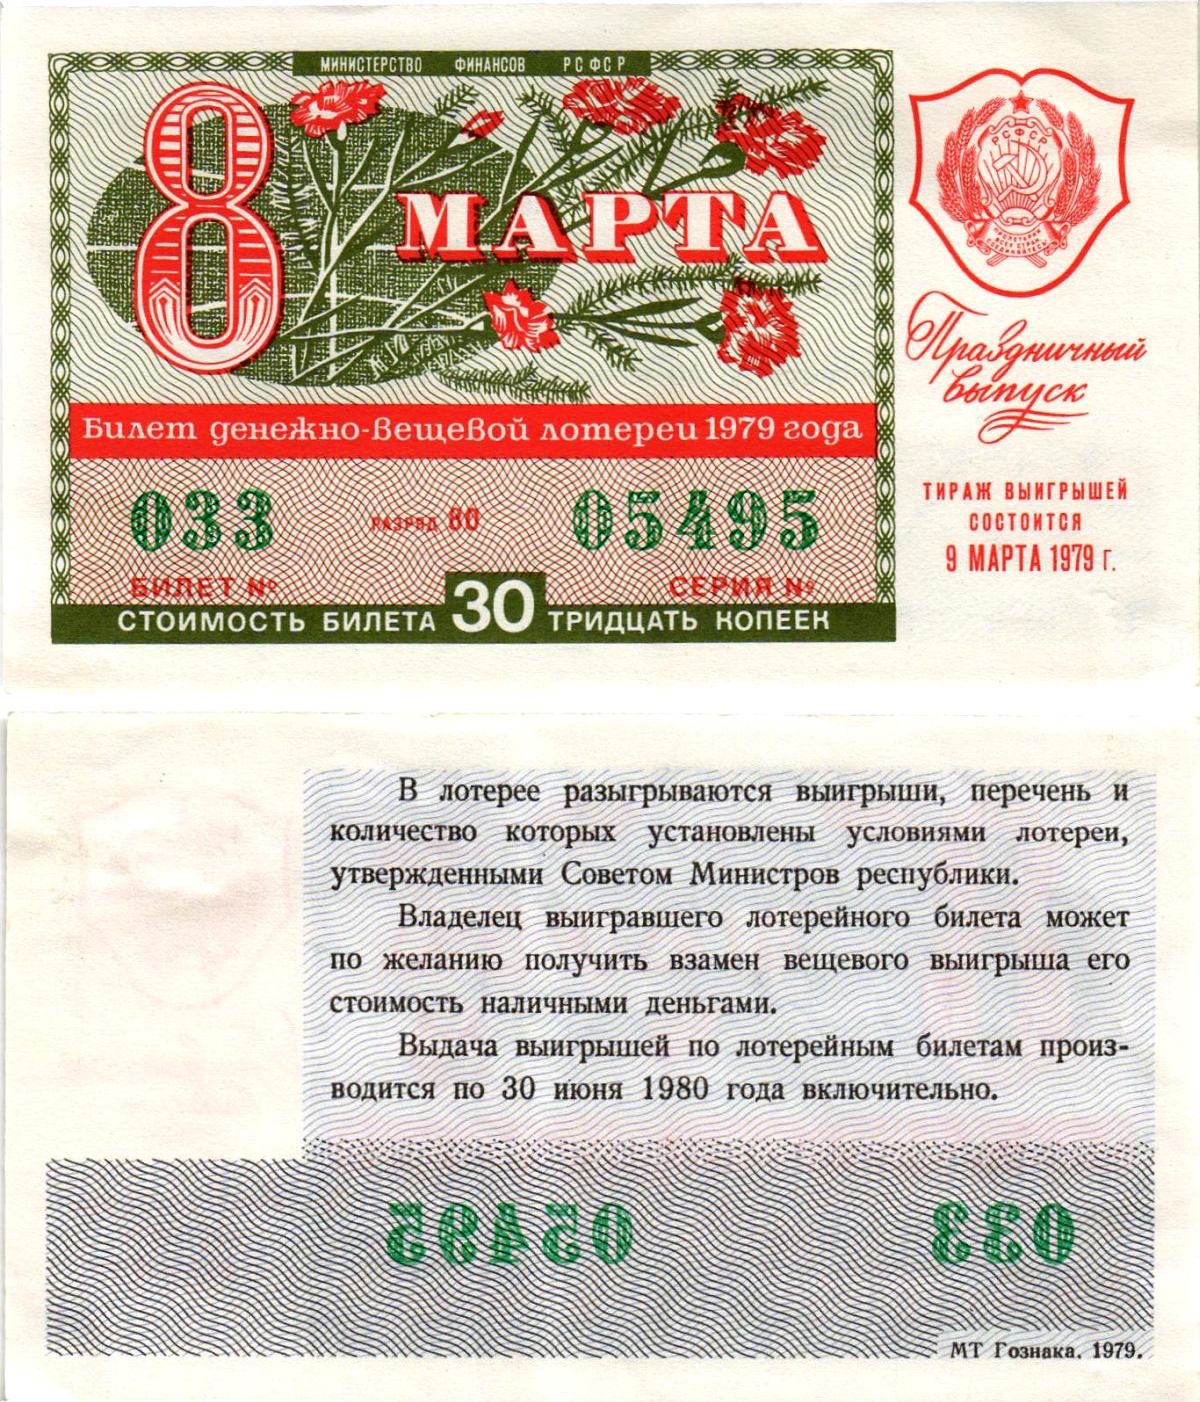 МИНИСТЕРСТВО ФИНАНСОВ РСФСР
8 МАРТА
РСФСР
Праздничный
выпуск
Билет денежно-вещевой лотереи 1979 года
ТИРАЖ ВЫИГРЫШЕЙ
СОСТОИТСЯ
9 МАРТА 1979 г.
033 РАЗРЯД 80 05495
БИЛЕТ № СЕРИЯ №
СТОИМОСТЬ БИЛЕТА 30 ТРИДЦАТЬ КОПЕЕК
В лотерее разыгрываются выигрыши, перечень и
количество которых установлены условиями лотереи,
утвержденными Советом Министров республики.
Владелец выигравшего лотерейного билета может
по желанию получить взамен вещевого выигрыша его
стоимость наличными деньгами.
Выдача выигрышей по лотерейным билетам произ-
водится по 30 июня 1980 года включительно.
05495 033
МТ Гознака. 1979.